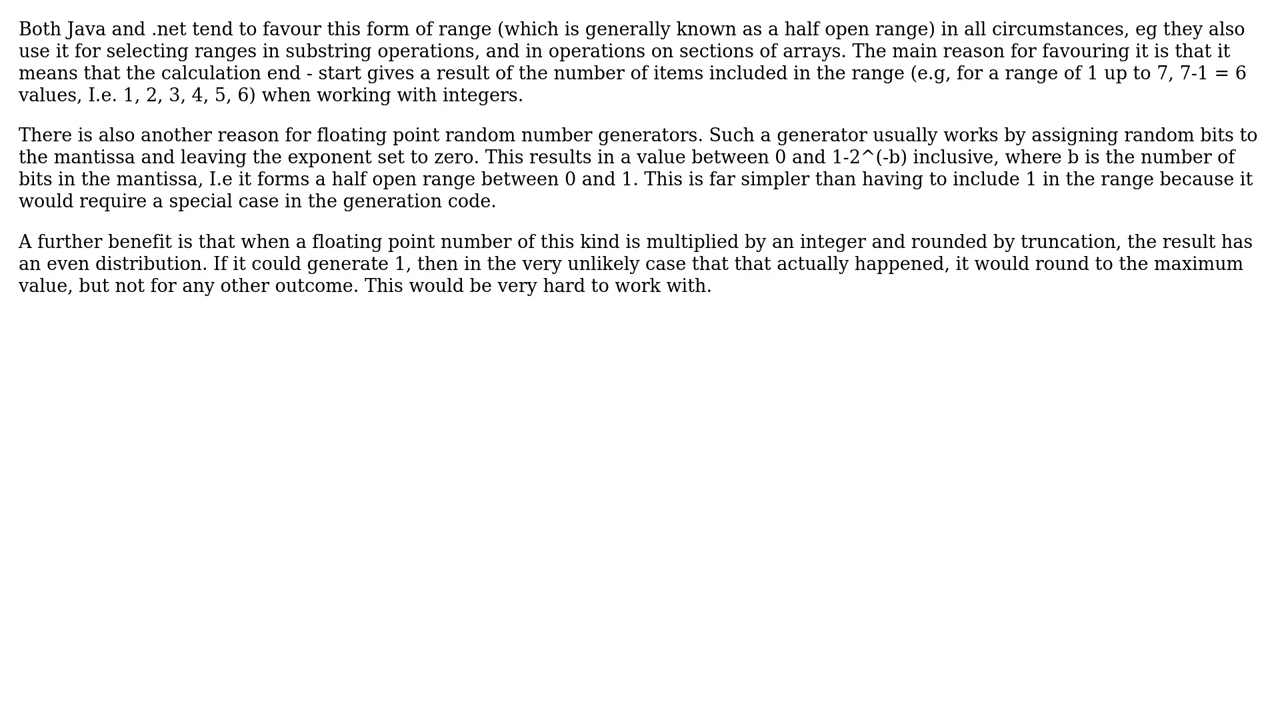 Both Java and .net tend to favour this form of range (which is generally known as a half open range) in all circumstances, eg they also
use it for selecting ranges in substring operations, and in operations on sections of arrays. The main reason for favouring it is that it
means that the calculation end - start gives a result of the number of items included in the range (e.g, for a range of 1 up to 7, 7-1 = 6
values, I.e. 1, 2, 3, 4, 5, 6) when working with integers.
There is also another reason for floating point random number generators. Such a generator usually works by assigning random bits to
the mantissa and leaving the exponent set to zero. This results in a value between 0 and 1-2^(-b) inclusive, where b is the number of
bits in the mantissa, I.e it forms a half open range between 0 and 1. This is far simpler than having to include 1 in the range because it
would require a special case in the generation code.
A further benefit is that when a floating point number of this kind is multiplied by an integer and rounded by truncation, the result has
an even distribution. If it could generate 1, then in the very unlikely case that that actually happened, it would round to the maximum
value, but not for any other outcome. This would be very hard to work with.